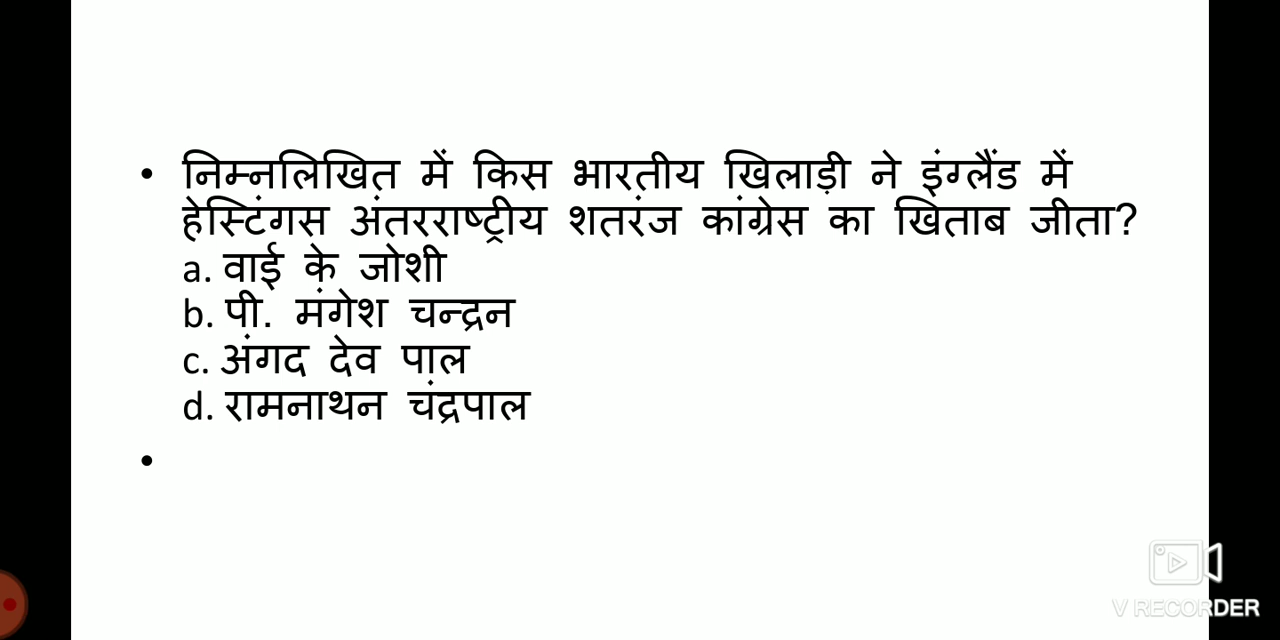 • निम्नलिखित में किस भारतीय खिलाड़ी ने इंग्लैंड में
हेस्टिंगस अंतरराष्ट्रीय शतरंज कांग्रेस का खिताब जीता?
a. वाई के जोशी
b. पी. मंगेश चन्द्रन
c. अंगद देव पाल
d. रामनाथन चंद्रपाल
•
V RECORDER